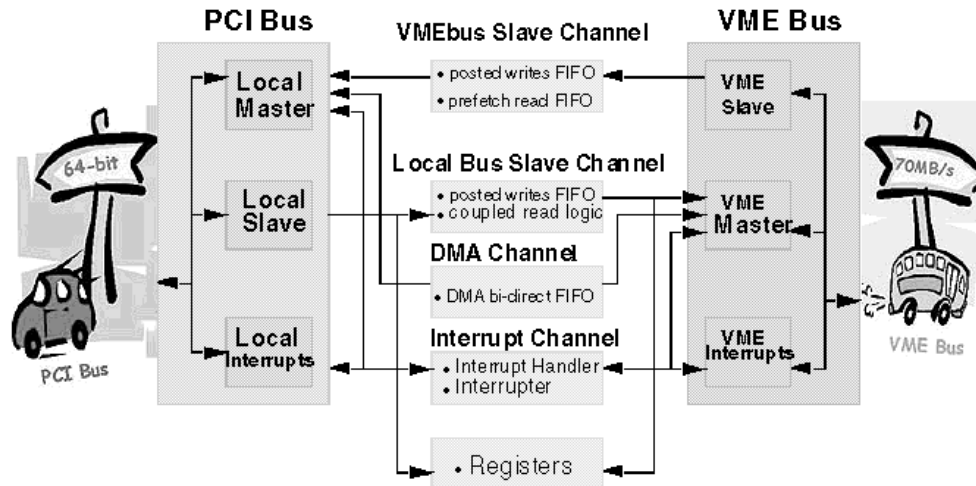 PCI Bus
VMEbus Slave Channel
VME Bus
Local
Master
• posted writes FIFO
• prefetch read FIFO
VME
Slave
64-bit
70MB/s
Local Bus Slave Channel
Local
Slave
• posted writes FIFO
• coupled read logic
VME
Master
DMA Channel
• DMA bi-direct FIFO
Interrupt Channel
Local
Interrupts
• Interrupt Handler
• Interrupter
VME
Interrupts
PCI Bus
VME Bus
• Registers